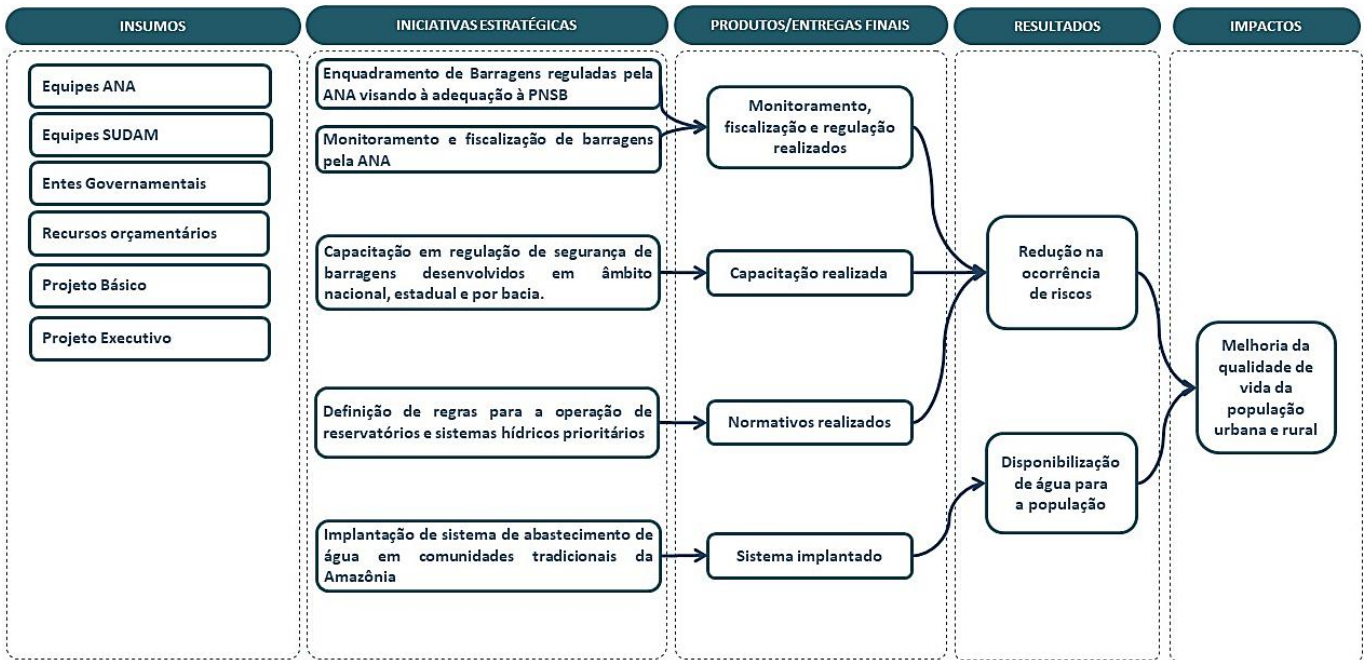 INSUMOS
INICIATIVAS ESTRATÉGICAS
PRODUTOS/ENTREGAS FINAIS
RESULTADOS
IMPACTOS
Equipes ANA
Equipes SUDAM
Entes Governamentais
Recursos orçamentários
Projeto Básico
Projeto Executivo
Enquadramento de Barragens reguladas pela
ANA visando à adequação à PNSB
Monitoramento e fiscalização de barragens
pela ANA
Capacitação em regulação de segurança de
barragens desenvolvidos em âmbito
nacional, estadual e por bacia.
Definição de regras para a operação de
reservatórios e sistemas hídricos prioritários
Implantação de sistema de abastecimento de
água em comunidades tradicionais da
Amazônia
Monitoramento,
fiscalização e regulação
realizados
Capacitação realizada
Normativos realizados
Sistema implantado
Redução na
ocorrência
de riscos
Disponibilização
de água para
a população
Melhoria da
qualidade de
vida da
população
urbana e rural